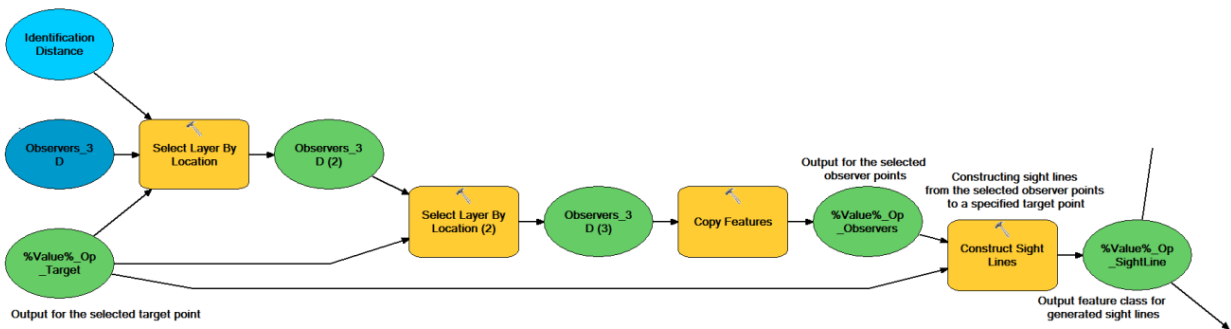 Identification
Distance
Observers_3
D
Select Layer By
Location
Observers_3
D (2)
%Value%_Op
_Target
Output for the selected target point
Select Layer By
Location (2)
Observers_3
D (3)
Copy Features
Output for the selected
observer points
%Value%_Op
_Observers
Constructing sight lines
from the selected observer points
to a specified target point
Construct Sight
Lines
%Value%_Op
_SightLine
Output feature class for
generated sight lines